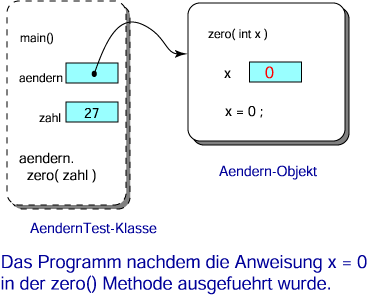 main()
aendern
zahl 27
aendern.
zero( zahl )
AendernTest-Klasse
zero( int x )
x 0
x = 0 ;
Aendern-Objekt
Das Programm nachdem die Anweisung x = 0
in der zero() Methode ausgefuehrt wurde.